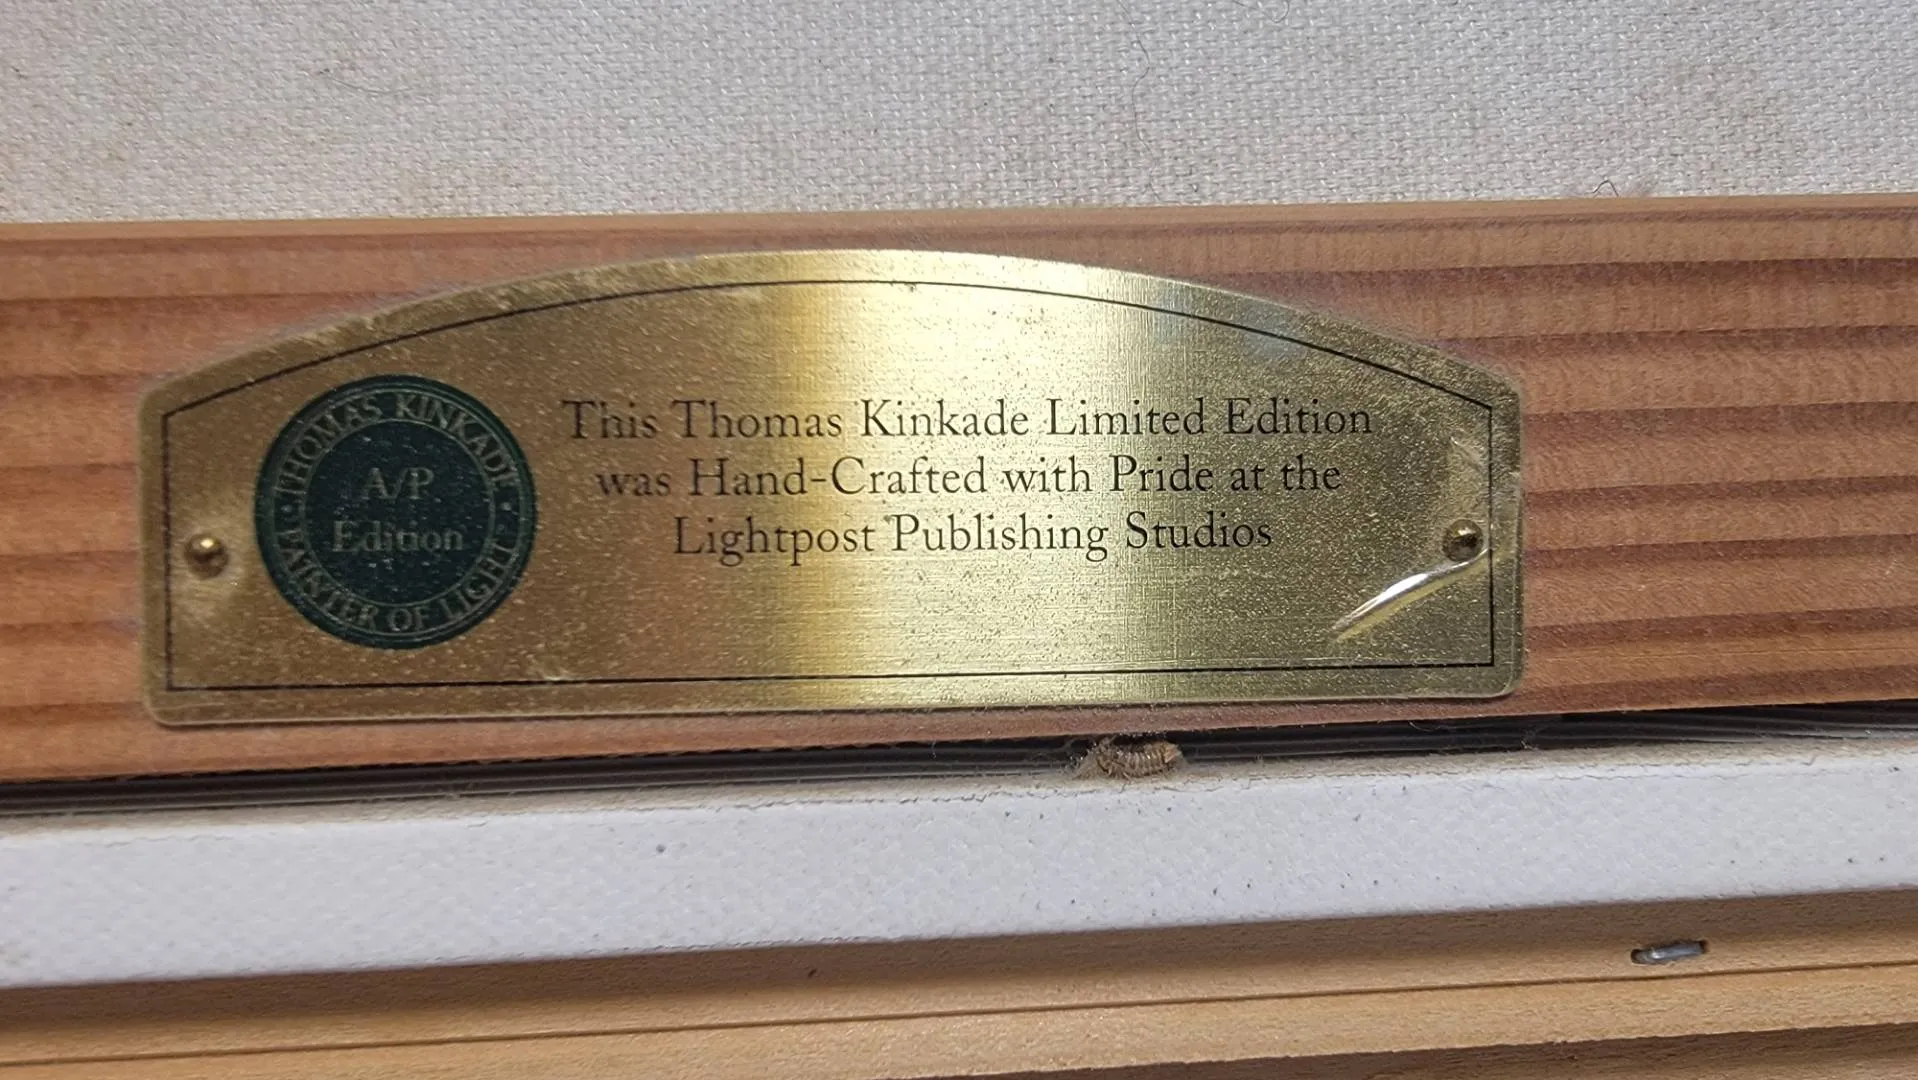 THOMAS KINKADE
A/P
Edition
PAINTER OF LIGHT
This Thomas Kinkade Limited Edition
was Hand-Crafted with Pride at the
Lightpost Publishing Studios